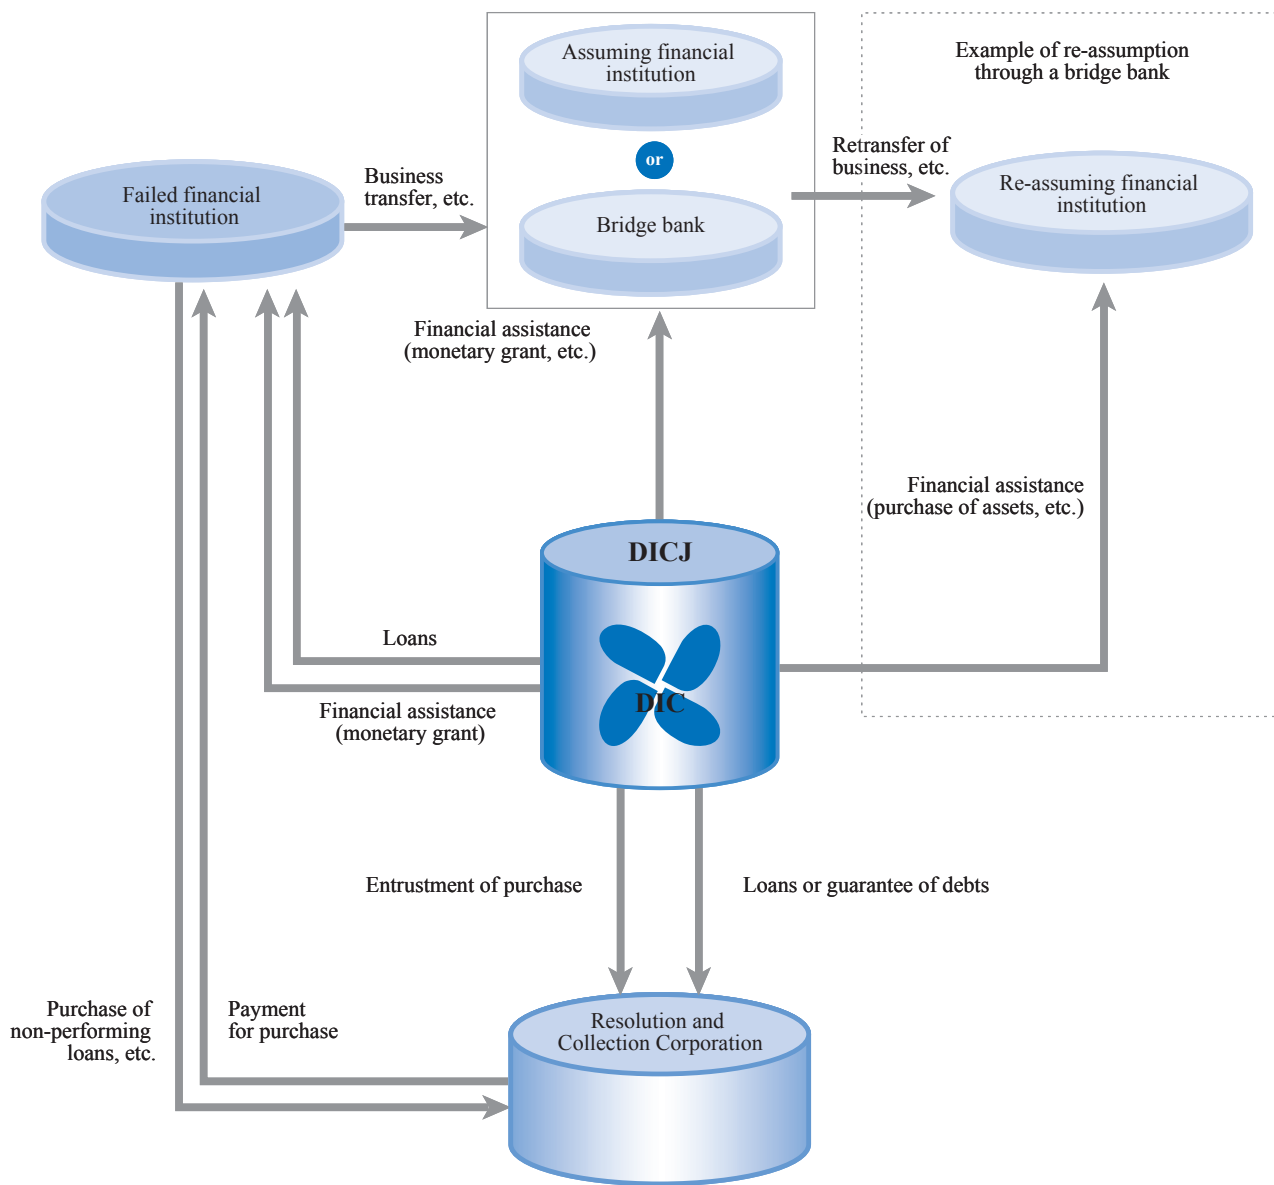 Assuming financial
institution
or
Bridge bank
Example of re-assumption
through a bridge bank
Failed financial
institution
Business
transfer, etc.
Retransfer of
business, etc.
Re-assuming financial
institution
Financial assistance
(monetary grant, etc.)
Financial assistance
(purchase of assets, etc.)
DICJ
DIC
Loans
Financial assistance
(monetary grant)
Entrustment of purchase
Loans or guarantee of debts
Purchase of
non-performing
loans, etc.
Payment
for purchase
Resolution and
Collection Corporation